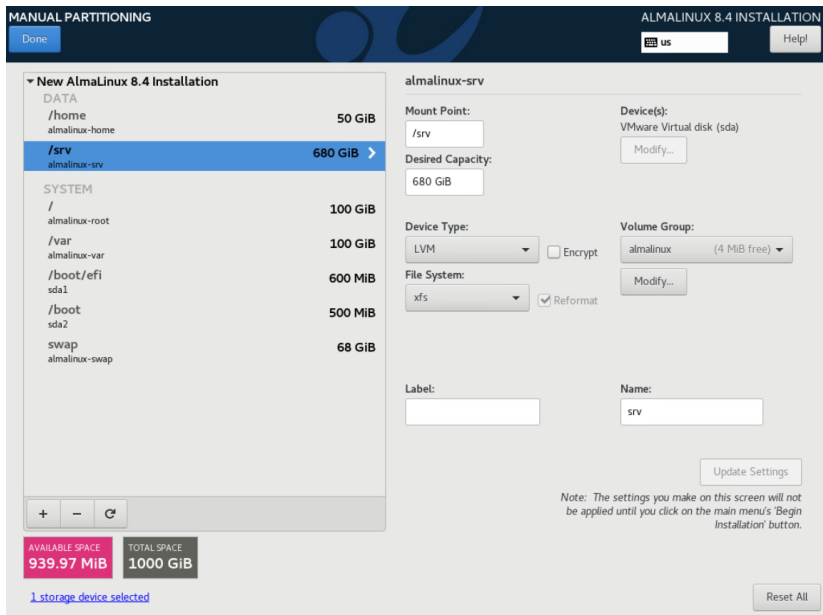 MANUAL PARTITIONING
ALMALINUX 8.4 INSTALLATION
Done
us
Help!
New AlmaLinux 8.4 Installation
DATA
/home
50 GiB
almalinux-home
/srv
680 GiB
almalinux-srv
SYSTEM
/
100 GiB
almalinux-root
/var
100 GiB
almalinux-var
/boot/efi
600 MiB
sda1
/boot
500 MiB
sda2
swap
68 GiB
almalinux-swap
+ −
AVAILABLE SPACE
939.97 MiB
TOTAL SPACE
1000 GiB
1 storage device selected
almalinux-srv
Mount Point:
/srv
Device(s):
VMware Virtual disk (sda)
Modify...
Desired Capacity:
680 GiB
Device Type:
LVM
Encrypt
Volume Group:
almalinux (4 MiB free)
Modify...
File System:
xfs
Reformat
Label:
Name:
srv
Update Settings
Note: The settings you make on this screen will not
be applied until you click on the main menu's 'Begin
Installation' button.
Reset All